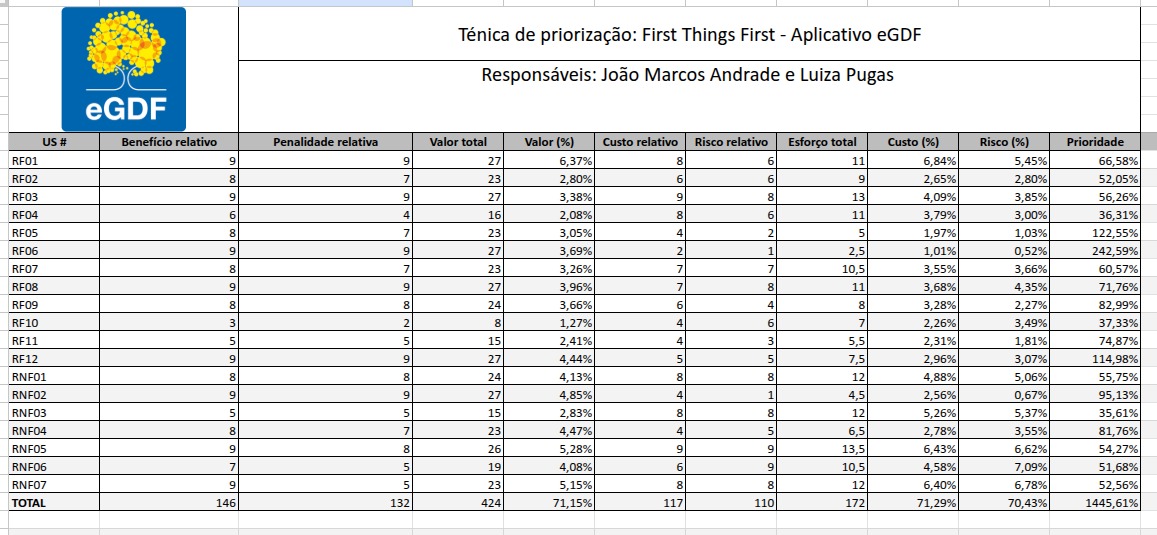 eGDF
Ténica de priorização: First Things First - Aplicativo eGDF
Responsáveis: João Marcos Andrade e Luiza Pugas
US # Benefício relativo Penalidade relativa Valor total Valor (%) Custo relativo Risco relativo Esforço total Custo (%) Risco (%) Prioridade
RF01 9 9 27 6,37% 8 6 11 6,84% 5,45% 66,58%
RF02 8 7 23 2,80% 6 6 9 2,65% 2,80% 52,05%
RF03 9 9 27 3,38% 9 8 13 4,09% 3,85% 56,26%
RF04 6 4 16 2,08% 8 6 11 3,79% 3,00% 36,31%
RF05 8 7 23 3,05% 4 2 5 1,97% 1,03% 122,55%
RF06 9 9 27 3,69% 2 1 2,5 1,01% 0,52% 242,59%
RF07 8 7 23 3,26% 7 7 10,5 3,55% 3,66% 60,57%
RF08 9 9 27 3,96% 7 8 11 3,68% 4,35% 71,76%
RF09 8 8 24 3,66% 6 4 8 3,28% 2,27% 82,99%
RF10 3 2 8 1,27% 4 6 7 2,26% 3,49% 37,33%
RF11 5 5 15 2,41% 4 3 5,5 2,31% 1,81% 74,87%
RF12 9 9 27 4,44% 5 5 7,5 2,96% 3,07% 114,98%
RNF01 8 8 24 4,13% 8 8 12 4,88% 5,06% 55,75%
RNF02 9 9 27 4,85% 4 1 4,5 2,56% 0,67% 95,13%
RNF03 5 5 15 2,83% 8 8 12 5,26% 5,37% 35,61%
RNF04 8 7 23 4,47% 4 5 6,5 2,78% 3,55% 81,76%
RNF05 9 8 26 5,28% 9 9 13,5 6,43% 6,62% 54,27%
RNF06 7 5 19 4,08% 6 9 10,5 4,58% 7,09% 51,68%
RNF07 9 5 23 5,15% 8 8 12 6,40% 6,78% 52,56%
TOTAL 146 132 424 71,15% 117 110 172 71,29% 70,43% 1445,61%